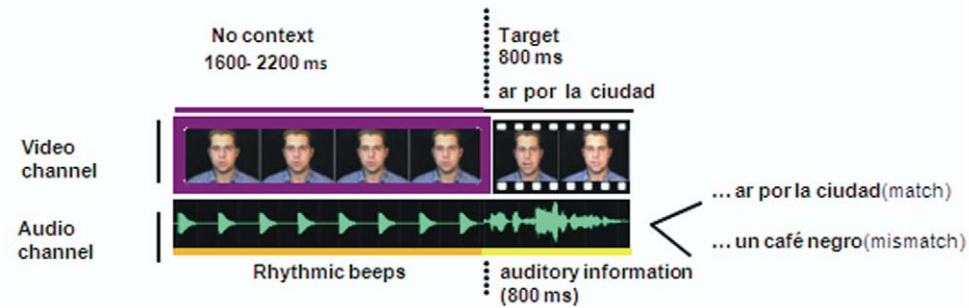 No context
1600- 2200 ms
Target
800 ms
ar por la ciudad
Video
channel
Audio
channel
... ar por la ciudad(match)
... un café negro(mismatch)
Rhythmic beeps
auditory information
(800 ms)